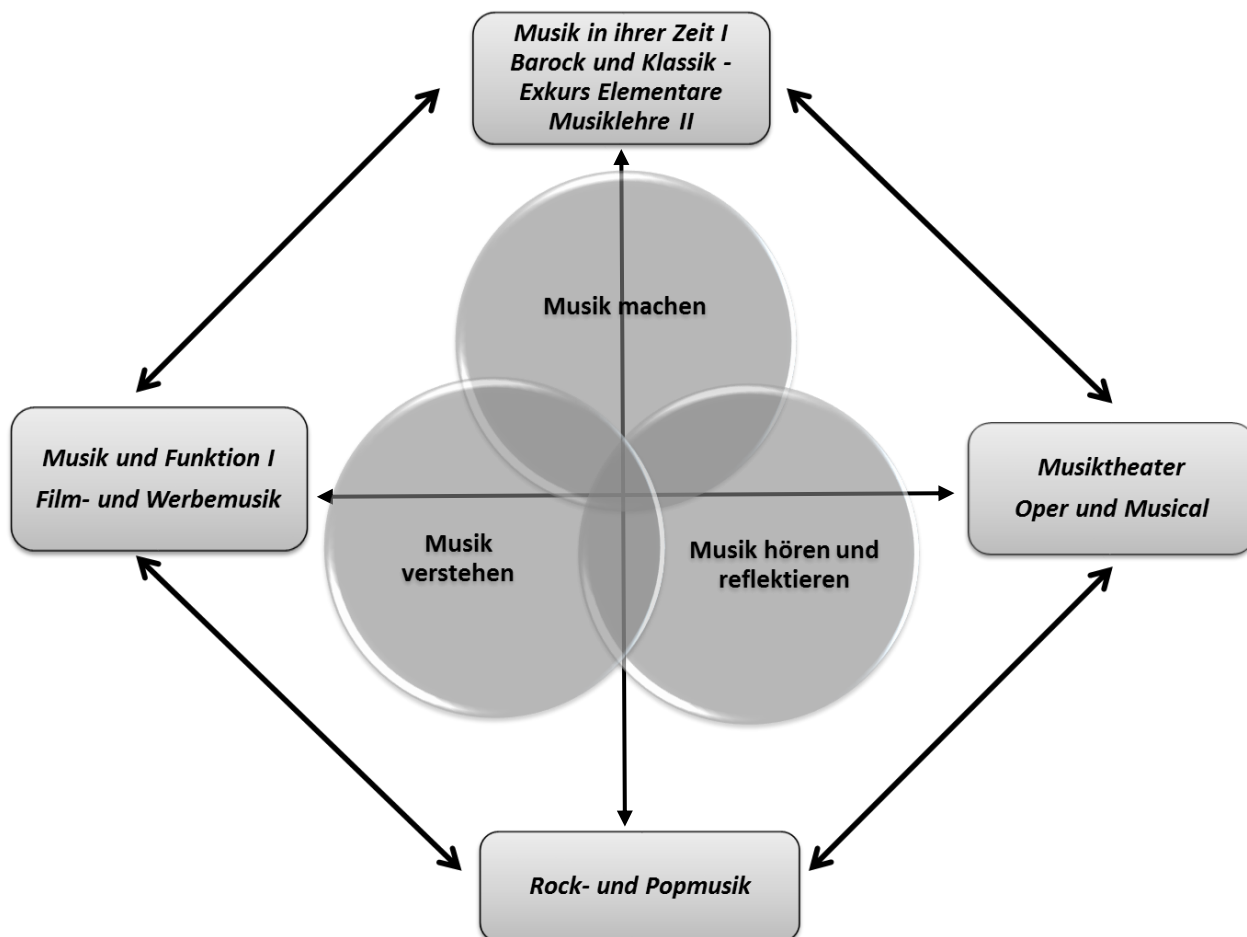 Musik in ihrer Zeit I
Barock und Klassik -
Exkurs Elementare
Musiklehre II
Musik machen
Musik und Funktion I
Film- und Werbemusik
Musiktheater
Oper und Musical
Musik
verstehen
Musik hören und
reflektieren
Rock- und Popmusik